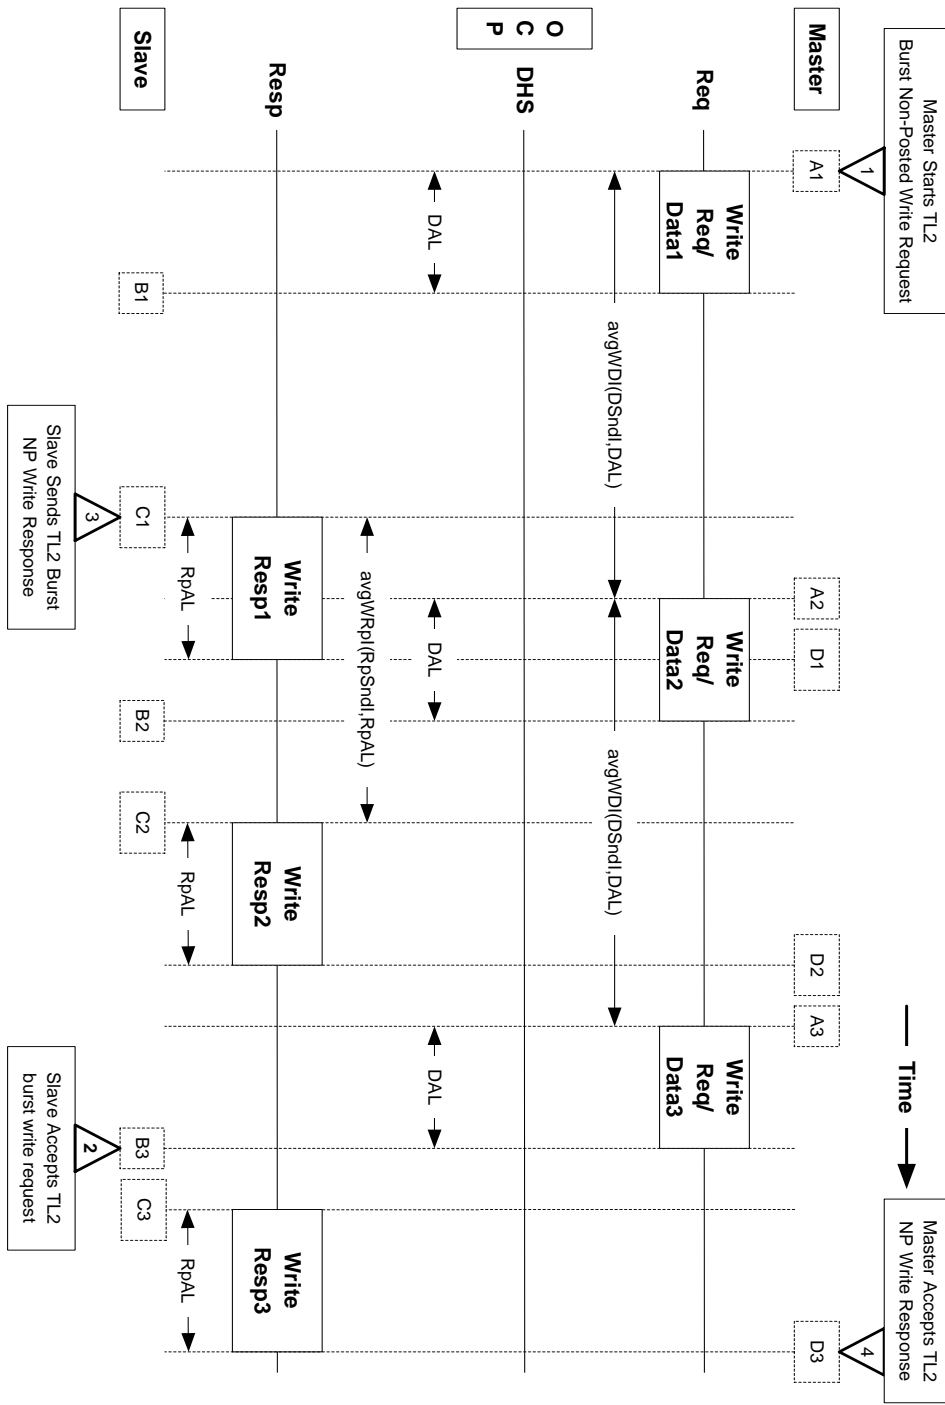 Master Starts TL2
Burst Non-Posted Write Request
1
Time
Master Accepts TL2
NP Write Response
4
Master
A1
A2
D1
D2
A3
D3
Req
Write
Req/
Data1
Write
Req/
Data2
Write
Req/
Data3
avgWDI(DSndI,DAL)
avgWDI(DSndI,DAL)
O
C
P
DHS
DAL
DAL
DAL
avgWRpI(RpSndI,RpAL)
Resp
Write
Resp1
Write
Resp2
Write
Resp3
RpAL
RpAL
RpAL
Slave
B1
C1
B2
C2
B3
C3
3
Slave Sends TL2 Burst
NP Write Response
2
Slave Accepts TL2
burst write request